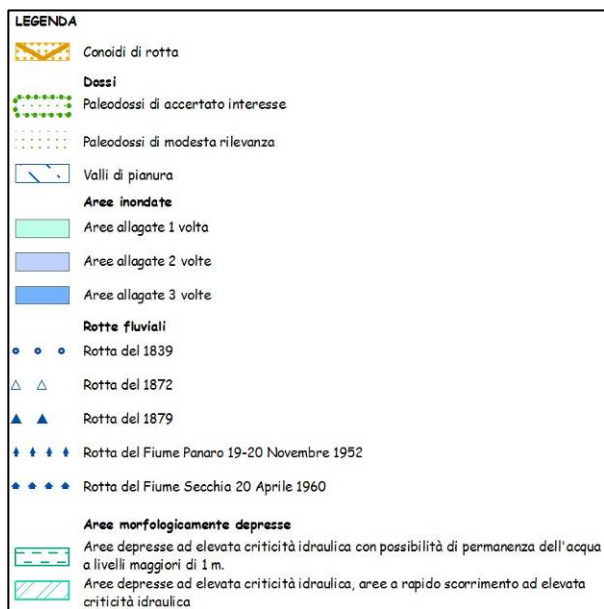 LEGENDA
Conoidi di rotta
Dossi
Paleodossi di accertato interesse
Paleodossi di modesta rilevanza
Valli di pianura
Aree inondate
Aree allagate 1 volta
Aree allagate 2 volte
Aree allagate 3 volte
Rotte fluviali
Rotta del 1839
Rotta del 1872
Rotta del 1879
Rotta del Fiume Panaro 19-20 Novembre 1952
Rotta del Fiume Secchia 20 Aprile 1960
Aree morfologicamente depresse
Aree depresse ad elevata criticità idraulica con possibilità di permanenza dell'acqua
a livelli maggiori di 1 m.
Aree depresse ad elevata criticità idraulica, aree a rapido scorrimento ad elevata
criticità idraulica